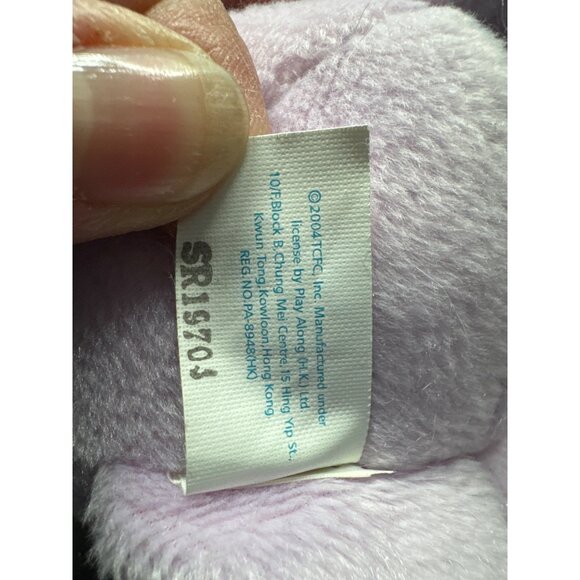 ©2004TCFC, Inc. Manufactured under
license by Play Along (H.K.) Ltd
10/F,Block B,Chung Mei Centre,15 Hing Yip St.,
Kwun Tong,Kowloon,Hong Kong.
REG.NO:PA-8948(HK)
SR19704